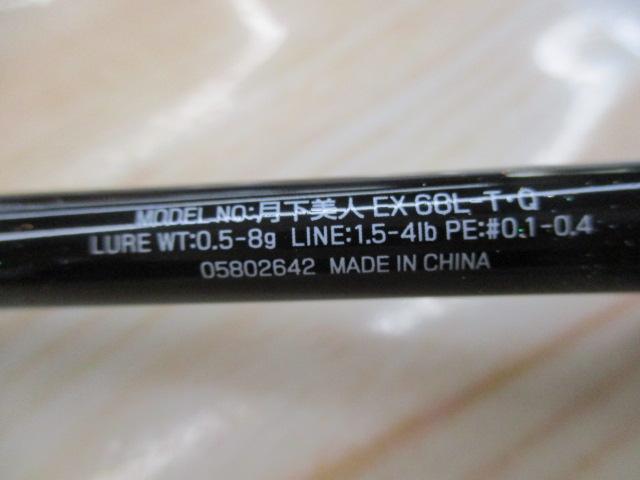 MODEL NO:月下美人 EX 68L-T・Q
LURE WT:0.5-8g LINE:1.5-4lb PE:#0.1-0.4
05802642 MADE IN CHINA